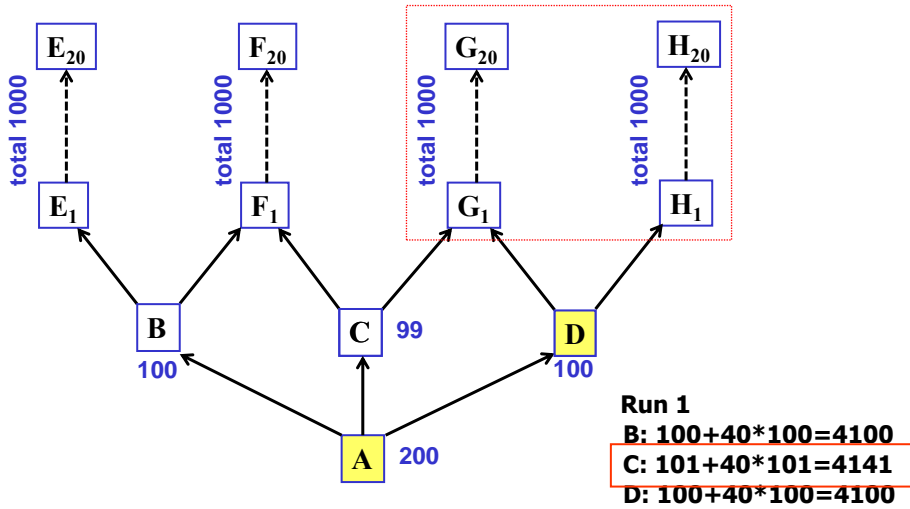 E20
F20
G20
H20
total 1000
total 1000
total 1000
total 1000
E1
F1
G1
H1
B
C
99
D
100
100
A
200
Run 1
B: 100+40*100=4100
C: 101+40*101=4141
D: 100+40*100=4100